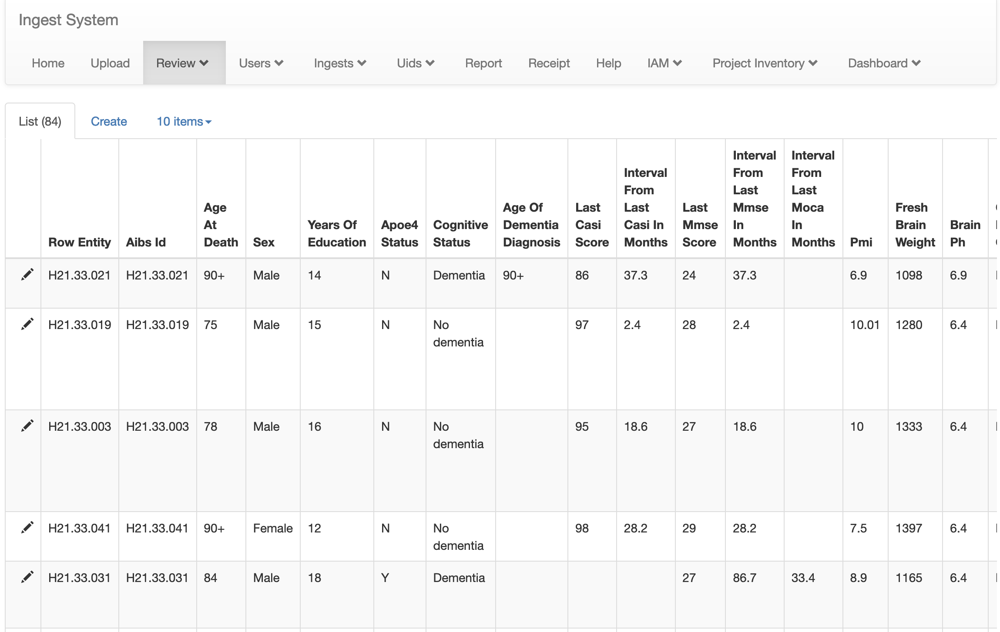 Ingest System
Home Upload Review Users Ingests Uids Report Receipt Help IAM Project Inventory Dashboard
List (84) Create 10 items
Row Entity
Aibs Id
Age
At
Death
Sex
Years Of
Education
Apoe4
Status
Cognitive
Status
Age Of
Dementia
Diagnosis
Last
Casi
Score
Interval
From
Last
Casi In
Months
Last
Mmse
Score
Interval
From
Last
Mmse
In
Months
Interval
From
Last
Moca
In
Months
Pmi
Fresh
Brain
Weight
Brain
Ph
H21.33.021 H21.33.021 90+ Male 14 N Dementia 90+ 86 37.3 24 37.3 6.9 1098 6.9
H21.33.019 H21.33.019 75 Male 15 N No 97 2.4 28 2.4 10.01 1280 6.4
dementia
H21.33.003 H21.33.003 78 Male 16 N No 95 18.6 27 18.6 10 1333 6.4
dementia
H21.33.041 H21.33.041 90+ Female 12 N No 98 28.2 29 28.2 7.5 1397 6.4
dementia
H21.33.031 H21.33.031 84 Male 18 Y Dementia 27 86.7 33.4 8.9 1165 6.4